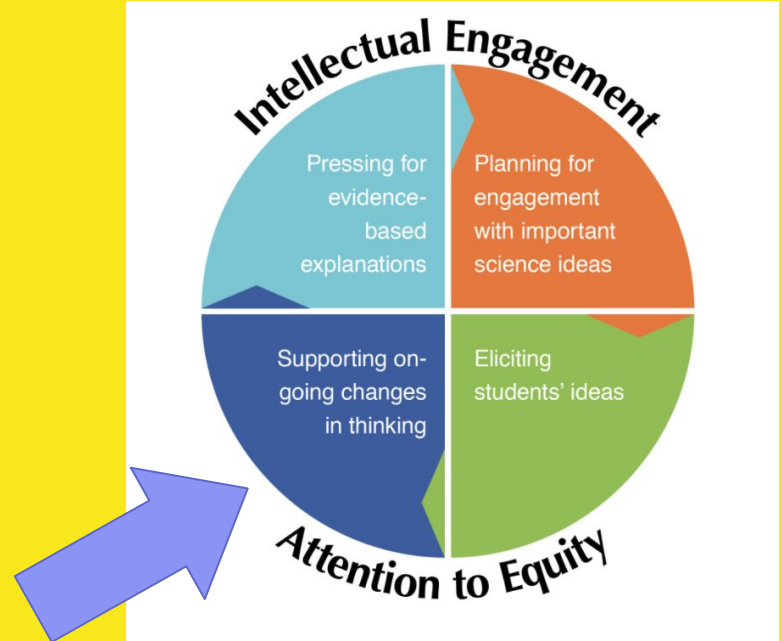 Intellectual Engagement
Pressing for
evidence-
based
explanations
Planning for
engagement
with important
science ideas
Supporting on-
going changes
in thinking
Eliciting
students' ideas
Attention to Equity